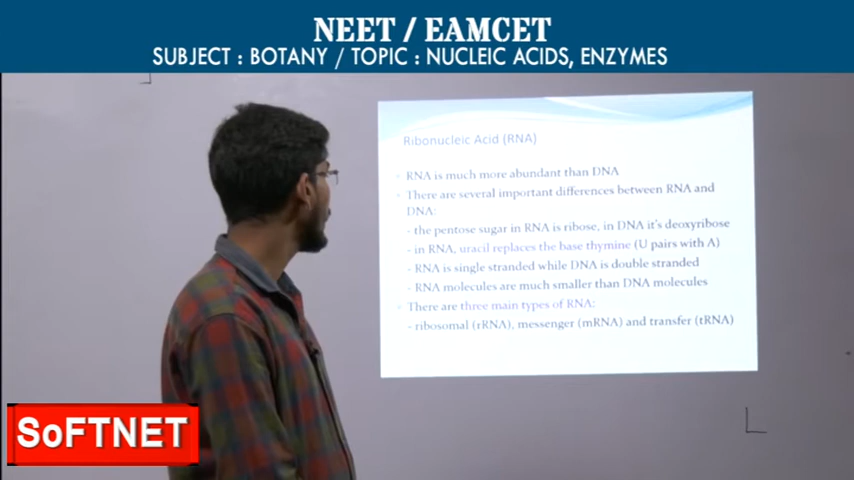 NEET / EAMCET
SUBJECT : BOTANY / TOPIC : NUCLEIC ACIDS, ENZYMES
Ribonucleic Acid (RNA)
RNA is much more abundant than DNA
There are several important differences between RNA and
DNA:
- the pentose sugar in RNA is ribose, in DNA it's deoxyribose
- in RNA, uracil replaces the base thymine (U pairs with A)
- RNA is single stranded while DNA is double stranded
- RNA molecules are much smaller than DNA molecules
There are three main types of RNA:
- ribosomal (rRNA), messenger (mRNA) and transfer (tRNA)
SoFTNET